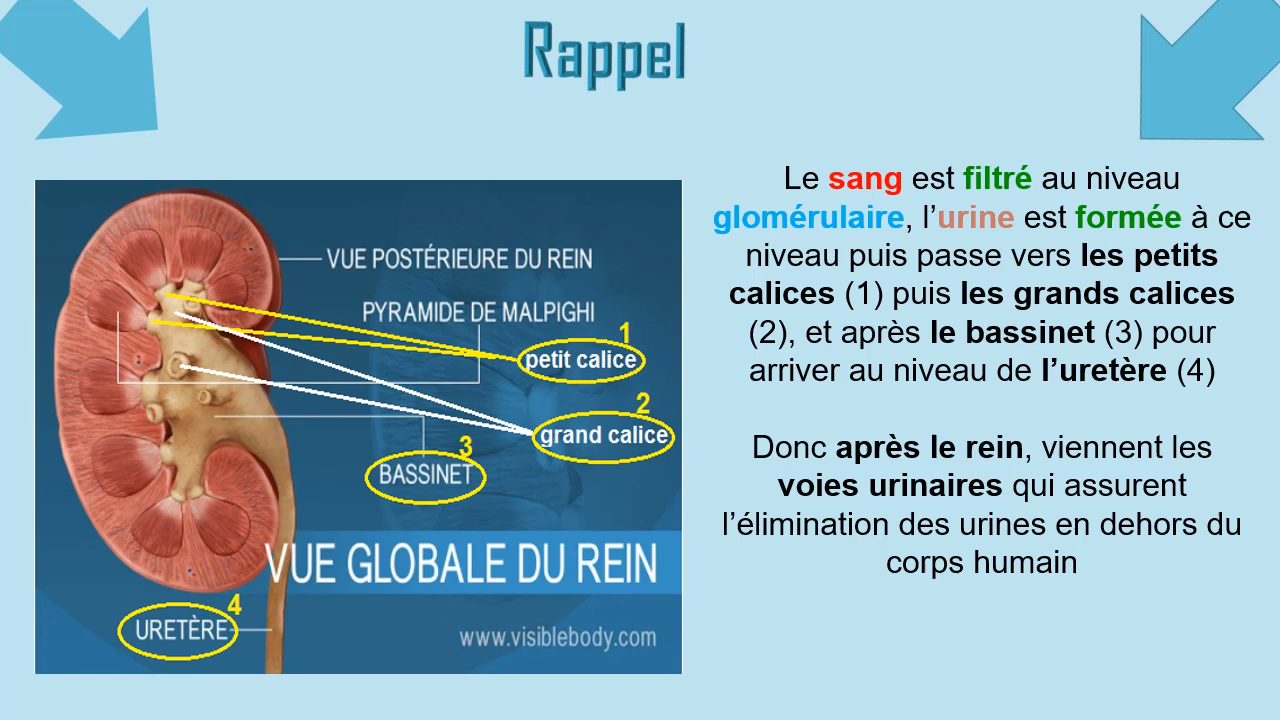 Rappel
VUE POSTÉRIEURE DU REIN
PYRAMIDE DE MALPIGHI
1
petit calice
2
grand calice
3
BASSINET
VUE GLOBALE DU REIN
4
URETÈRE
www.visiblebody.com
Le sang est filtré au niveau
glomérulaire, l’urine est formée à ce
niveau puis passe vers les petits
calices (1) puis les grands calices
(2), et après le bassinet (3) pour
arriver au niveau de l’uretère (4)
Donc après le rein, viennent les
voies urinaires qui assurent
l’élimination des urines en dehors du
corps humain